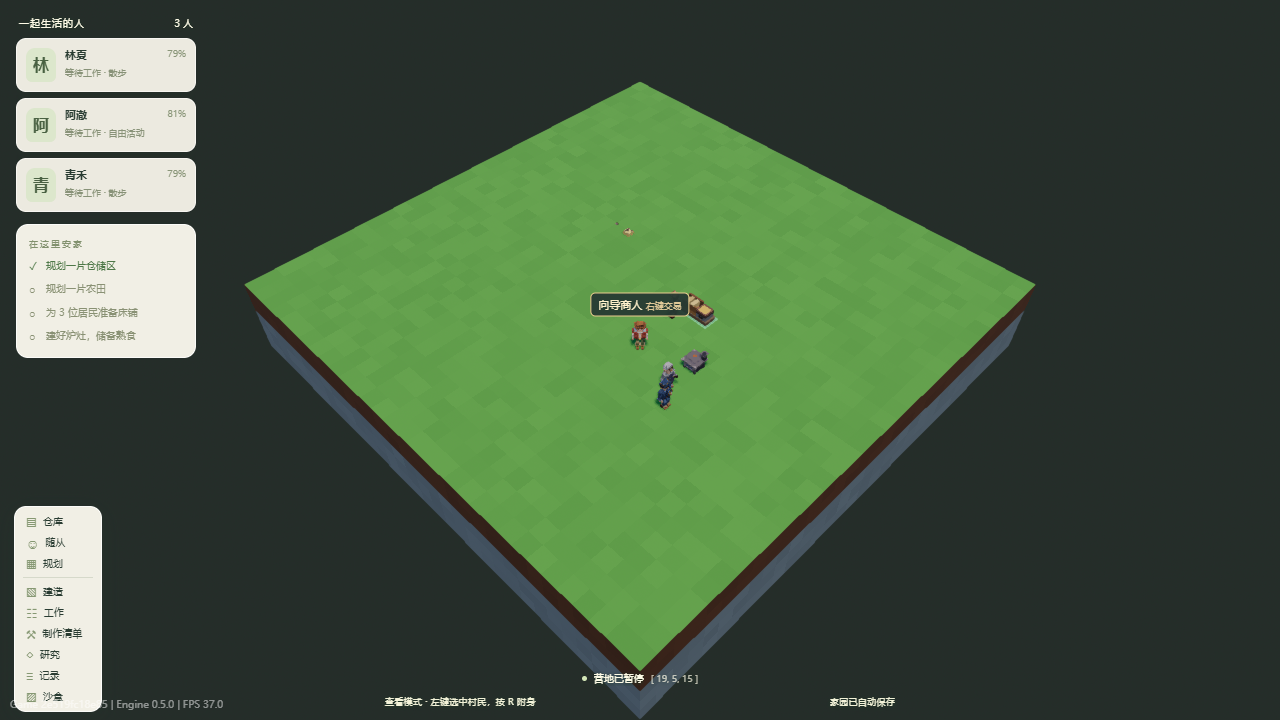 一起生活的人 3 人
林 林夏 79%
等待工作 · 散步
阿 阿澈 81%
等待工作 · 自由活动
青 青禾 79%
等待工作 · 散步
在这里安家
✓ 规划一片仓储区
○ 规划一片农田
○ 为 3 位居民准备床铺
○ 建好炉灶，储备熟食
向导商人 右键交易
仓库
随从
规划
建造
工作
制作清单
研究
记录
沙盒
营地已暂停 [ 19, 5, 15 ]
| Engine 0.5.0 | FPS 37.0
查看模式 · 左键选中村民，按 R 附身
家园已自动保存